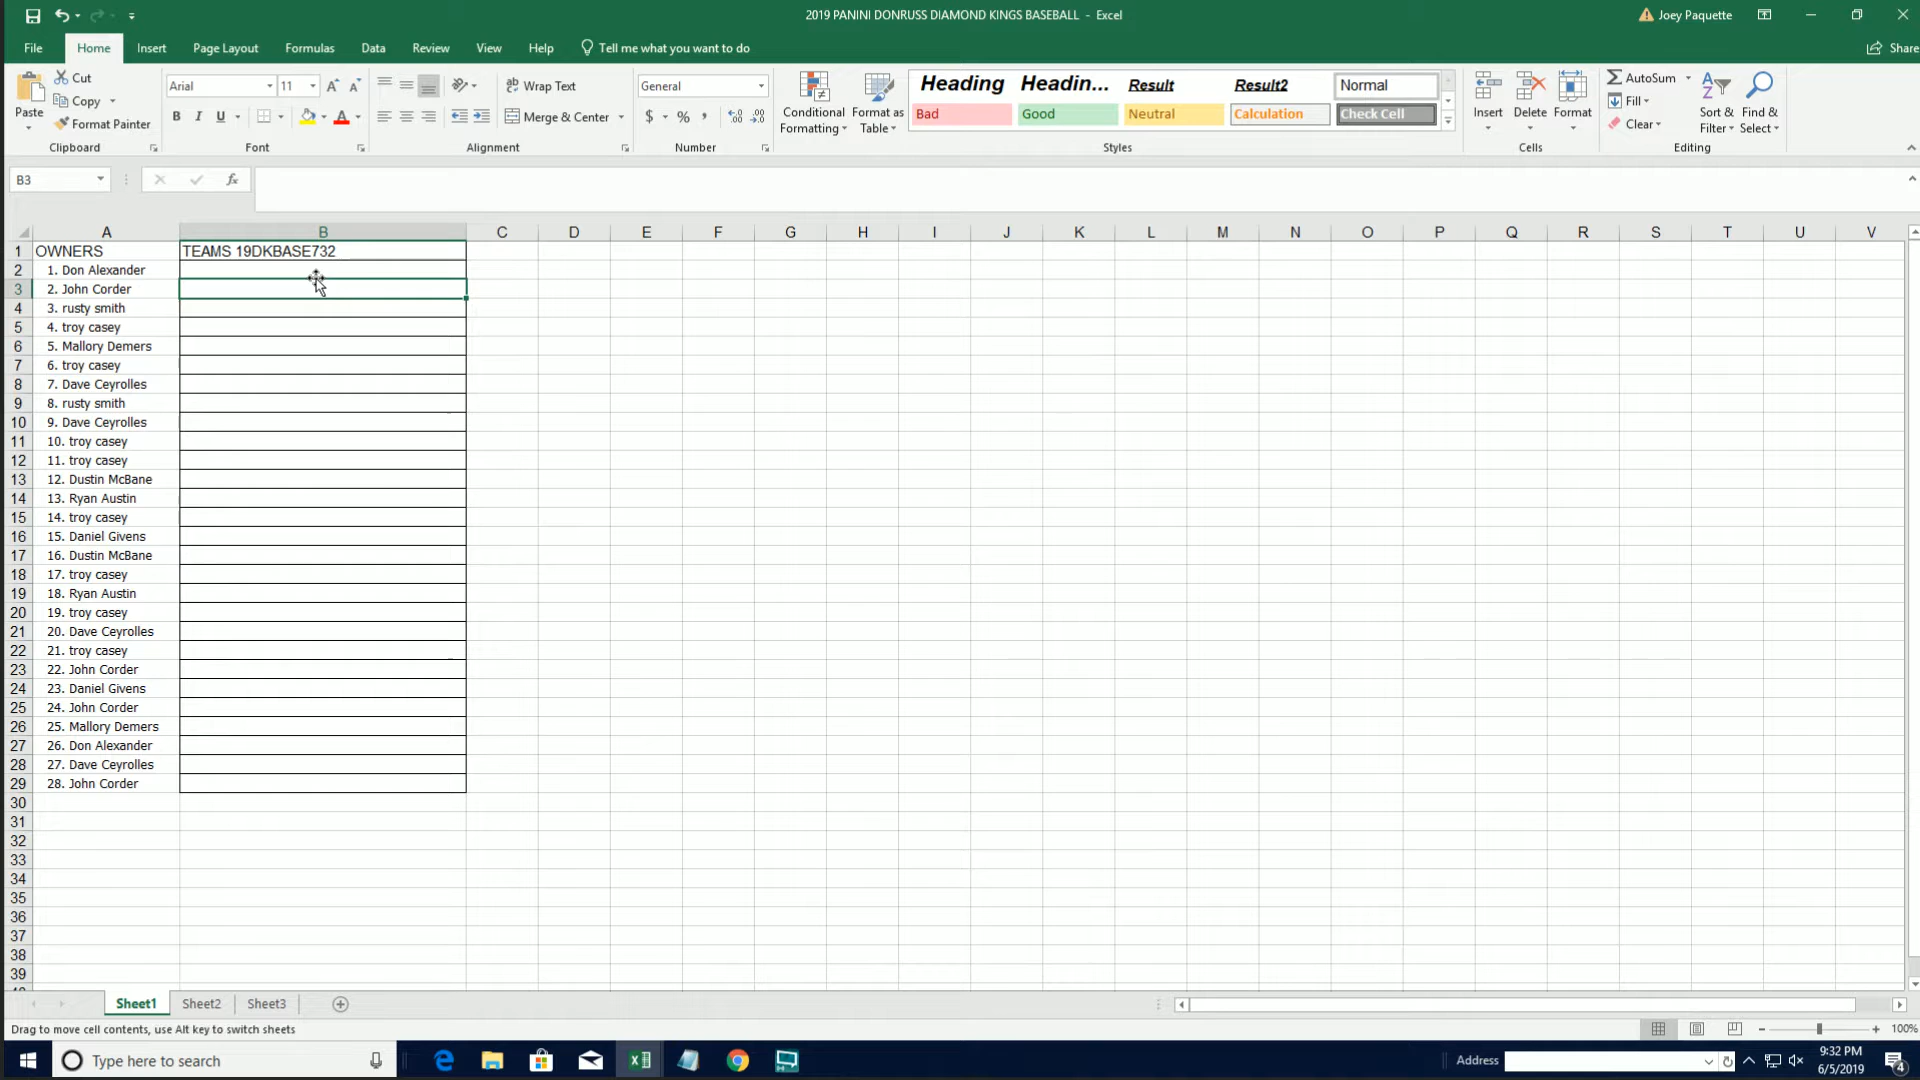 2019 PANINI DONRUSS DIAMOND KINGS BASEBALL - Excel
Joey Paquette
File Home Insert Page Layout Formulas Data Review View Help Tell me what you want to do Share
Paste
Cut
Copy
Format Painter
Clipboard
Arial 11
B I U
Font
Wrap Text
Merge & Center
Alignment
General
$ % ,
Number
Conditional Formatting
Format as Table
Heading Headin... Result Result2 Normal
Bad Good Neutral Calculation Check Cell
Styles
Insert Delete Format
Cells
AutoSum
Fill
Clear
Sort & Filter
Find & Select
Editing
B3 fx
A B C D E F G H I J K L M N O P Q R S T U V
1 OWNERS TEAMS 19DKBASE732
2 1. Don Alexander
3 2. John Corder
4 3. rusty smith
5 4. troy casey
6 5. Mallory Demers
7 6. troy casey
8 7. Dave Ceyrolles
9 8. rusty smith
10 9. Dave Ceyrolles
11 10. troy casey
12 11. troy casey
13 12. Dustin McBane
14 13. Ryan Austin
15 14. troy casey
16 15. Daniel Givens
17 16. Dustin McBane
18 17. troy casey
19 18. Ryan Austin
20 19. troy casey
21 20. Dave Ceyrolles
22 21. troy casey
23 22. John Corder
24 23. Daniel Givens
25 24. John Corder
26 25. Mallory Demers
27 26. Don Alexander
28 27. Dave Ceyrolles
29 28. John Corder
30
31
32
33
34
35
36
37
38
39
Sheet1 Sheet2 Sheet3
Drag to move cell contents, use Alt key to switch sheets
100%
Type here to search
Address
9:32 PM
6/5/2019
4